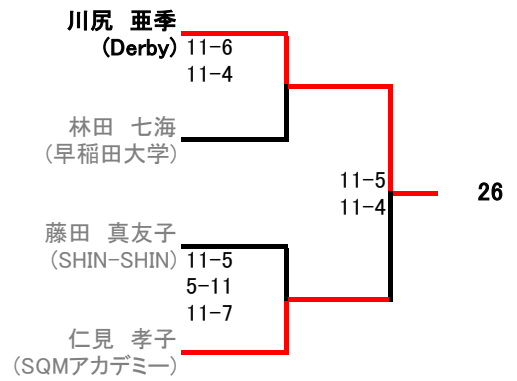 川尻　亜季
(Derby)
11-6
11-4
林田　七海
(早稲田大学)
11-5
11-4
26
藤田　真友子
(SHIN-SHIN)
11-5
5-11
11-7
仁見　孝子
(SQMアカデミー)